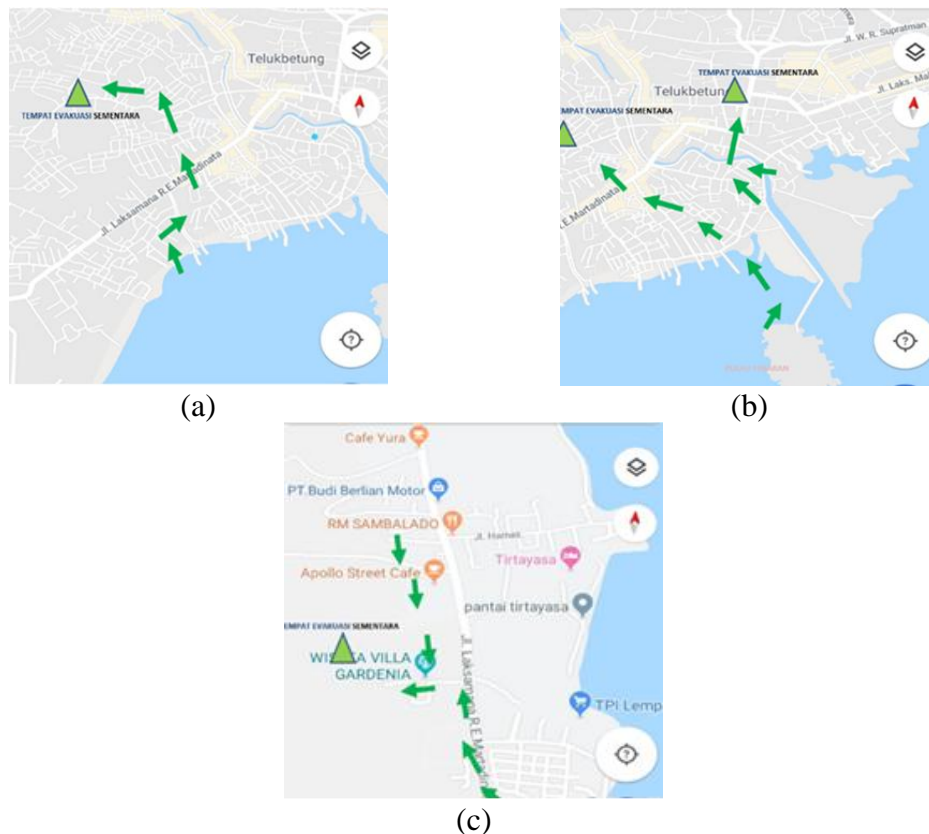 Telukbetung
TEMPAT EVAKUASI SEMENTARA
Jl. Laksamana R.E.Martadinata
?
(a)
Jl. W. R. Supratman
TEMPAT EVAKUASI SEMENTARA
Telukbetung
Jl. Laks. Mal
TEMPAT EVAKUASI SEMENTARA
.E.Martadinata
?
(b)
Cafe Yura
PT.Budi Berlian Motor
RM SAMBALADO
Jl. Hameli
Tirtayasa
Apollo Street Cafe
pantai tirtayasa
EMPAT EVAKUASI SEMENTARA
VILLA
GARDENIA
Jl. Laksamana R.E.Martadin
TPI Lemp
?
(c)